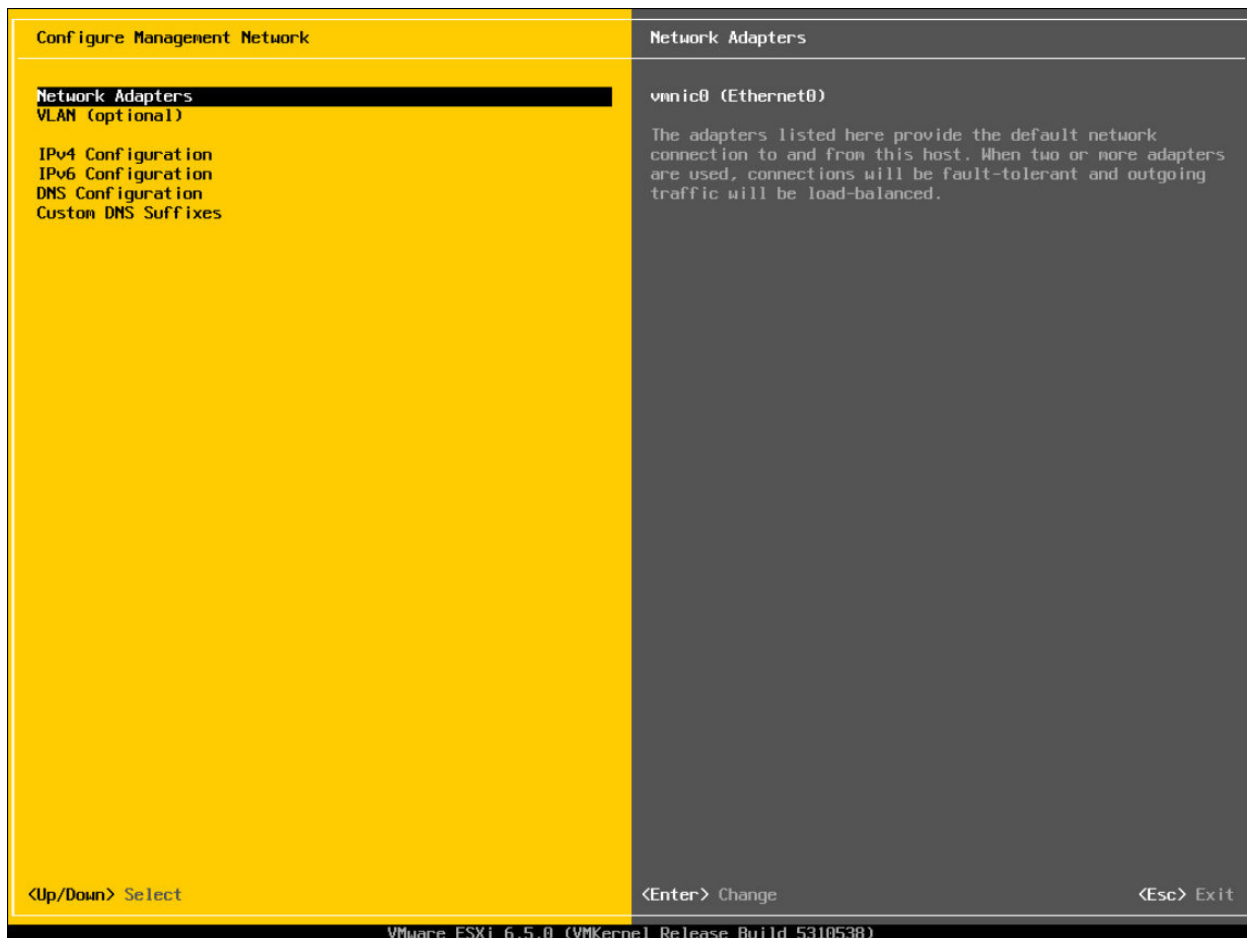 Configure Management Network
Network Adapters
VLAN (optional)
IPv4 Configuration
IPv6 Configuration
DNS Configuration
Custom DNS Suffixes
<Up/Down> Select
Network Adapters
vmnic0 (Ethernet0)
The adapters listed here provide the default network
connection to and from this host. When two or more adapters
are used, connections will be fault-tolerant and outgoing
traffic will be load-balanced.
<Enter> Change
<Esc> Exit
VMware ESXi 6.5.0 (VMKernel Release Build 5310538)